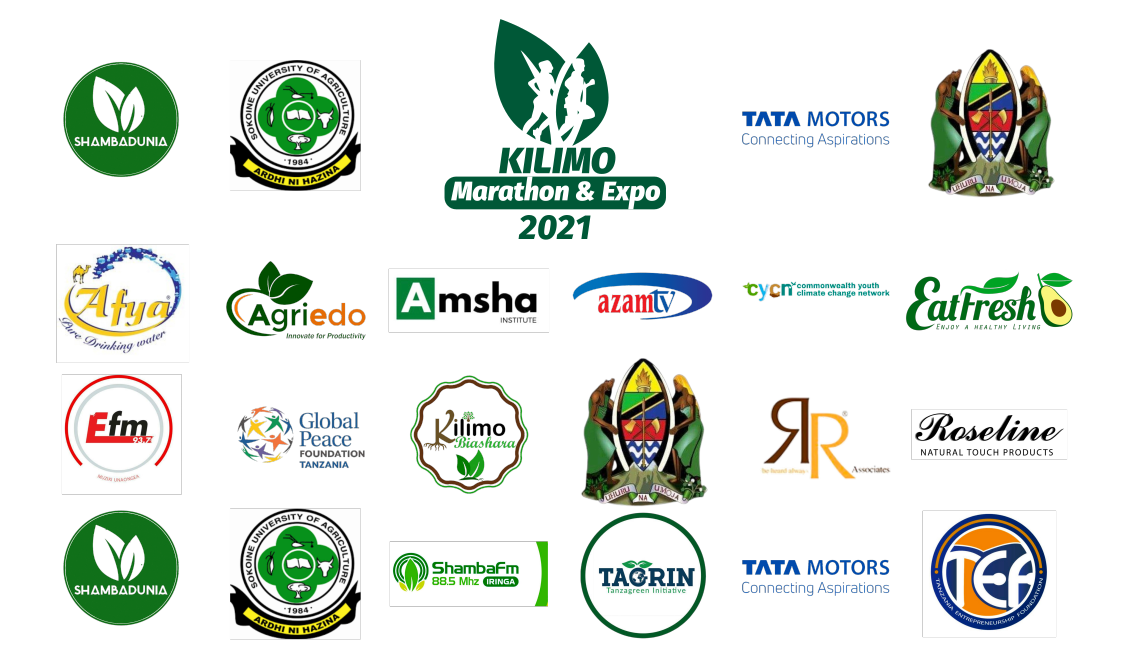 SHAMBADUNIA
SOKOINE UNIVERSITY OF AGRICULTURE
·1984·
ARDHI NI HAZINA
KILIMO
Marathon & Expo
2021
TATA MOTORS
Connecting Aspirations
UHURU NA UMOJA
Afya
Pure Drinking water
Agriedo
Innovate for Productivity
Amsha
INSTITUTE
azamtv
cycn
commonwealth youth
climate change network
EatFresh
ENJOY A HEALTHY LIVING
Efm
93.7
Global
Peace
FOUNDATION
TANZANIA
Kilimo
Biashara
UHURU NA UMOJA
RR
Associates
Roseline
NATURAL TOUCH PRODUCTS
SHAMBADUNIA
SOKOINE UNIVERSITY OF AGRICULTURE
·1984·
ARDHI NI HAZINA
ShambaFm
88.5 Mhz IRINGA
TAGRIN
Tanzagreen Initiative
TATA MOTORS
Connecting Aspirations
TEF
TANZANIA ENTREPRENEURSHIP FOUNDATION